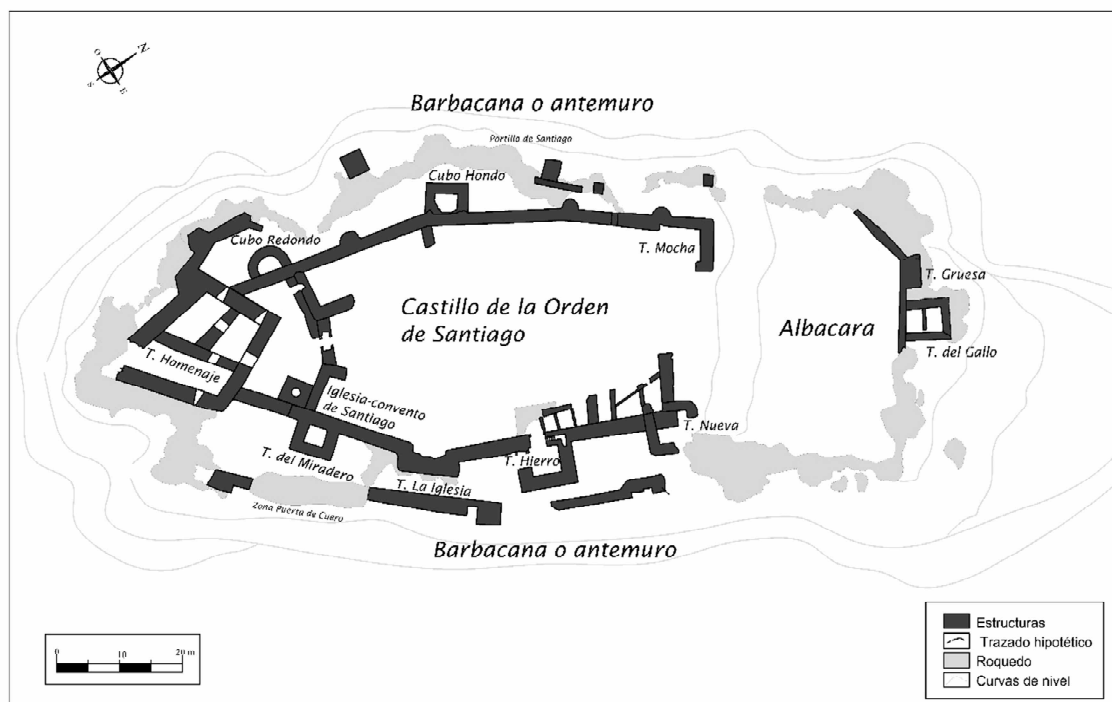 N
O
E
S
Barbacana o antemuro
Portilla de Santiago
Cubo Hondo
Cubo Redondo
T. Mocha
T. Gruesa
Castillo de la Orden
de Santiago
Albacara
T. del Gallo
T. Homenaje
Iglesia-convento
de Santiago
T. Nueva
T. Hierro
T. del Miradero
T. La Iglesia
Zona Puerta de Cuero
Barbacana o antemuro
0 10 20 m
Estructuras
Trazado hipotético
Roquedo
Curvas de nivel